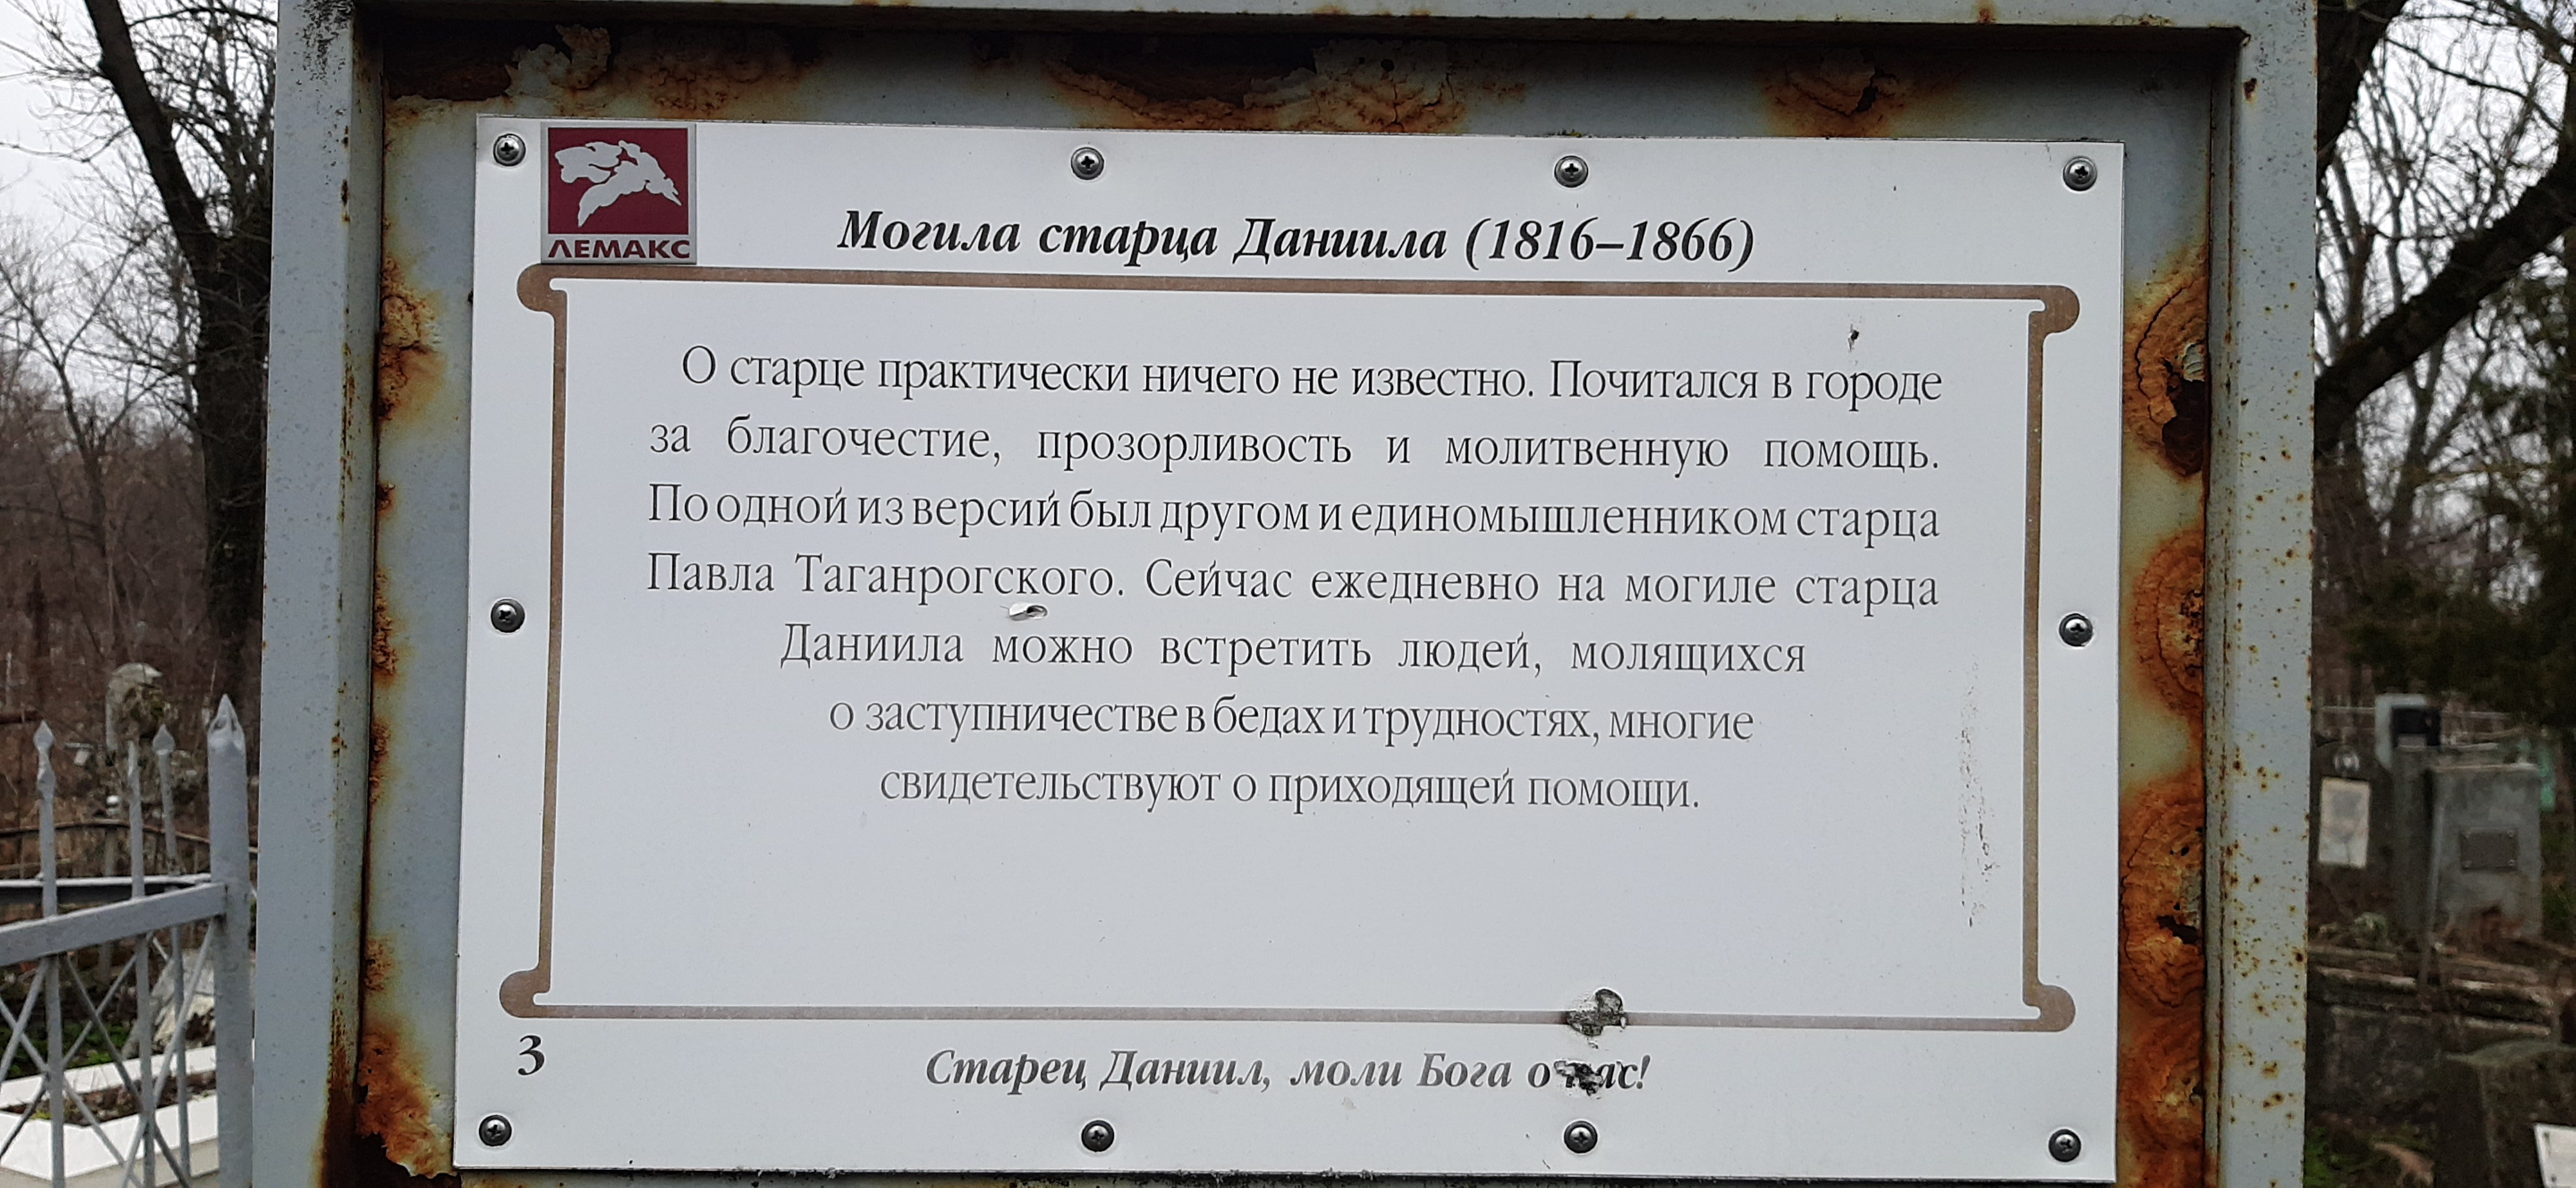 ЛЕМАКС
Могила старца Даниила (1816–1866)
О старце практически ничего не известно. Почитался в городе
за благочестие, прозорливость и молитвенную помощь.
По одной из версий был другом и единомышленником старца
Павла Таганрогского. Сейчас ежедневно на могиле старца
Даниила можно встретить людей, молящихся
о заступничестве в бедах и трудностях, многие
свидетельствуют о приходящей помощи.
3
Старец Даниил, моли Бога о нас!